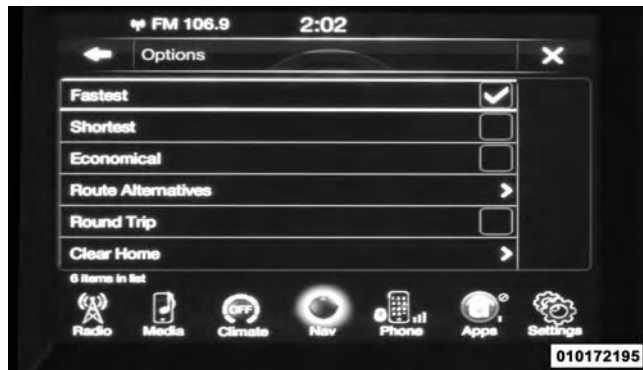 FM 106.9 2:02
Options
Fastest
Shortest
Economical
Route Alternatives
Round Trip
Clear Home
6 items in list
OFF
Radio Media Climate Nav Phone Apps Settings
010172195